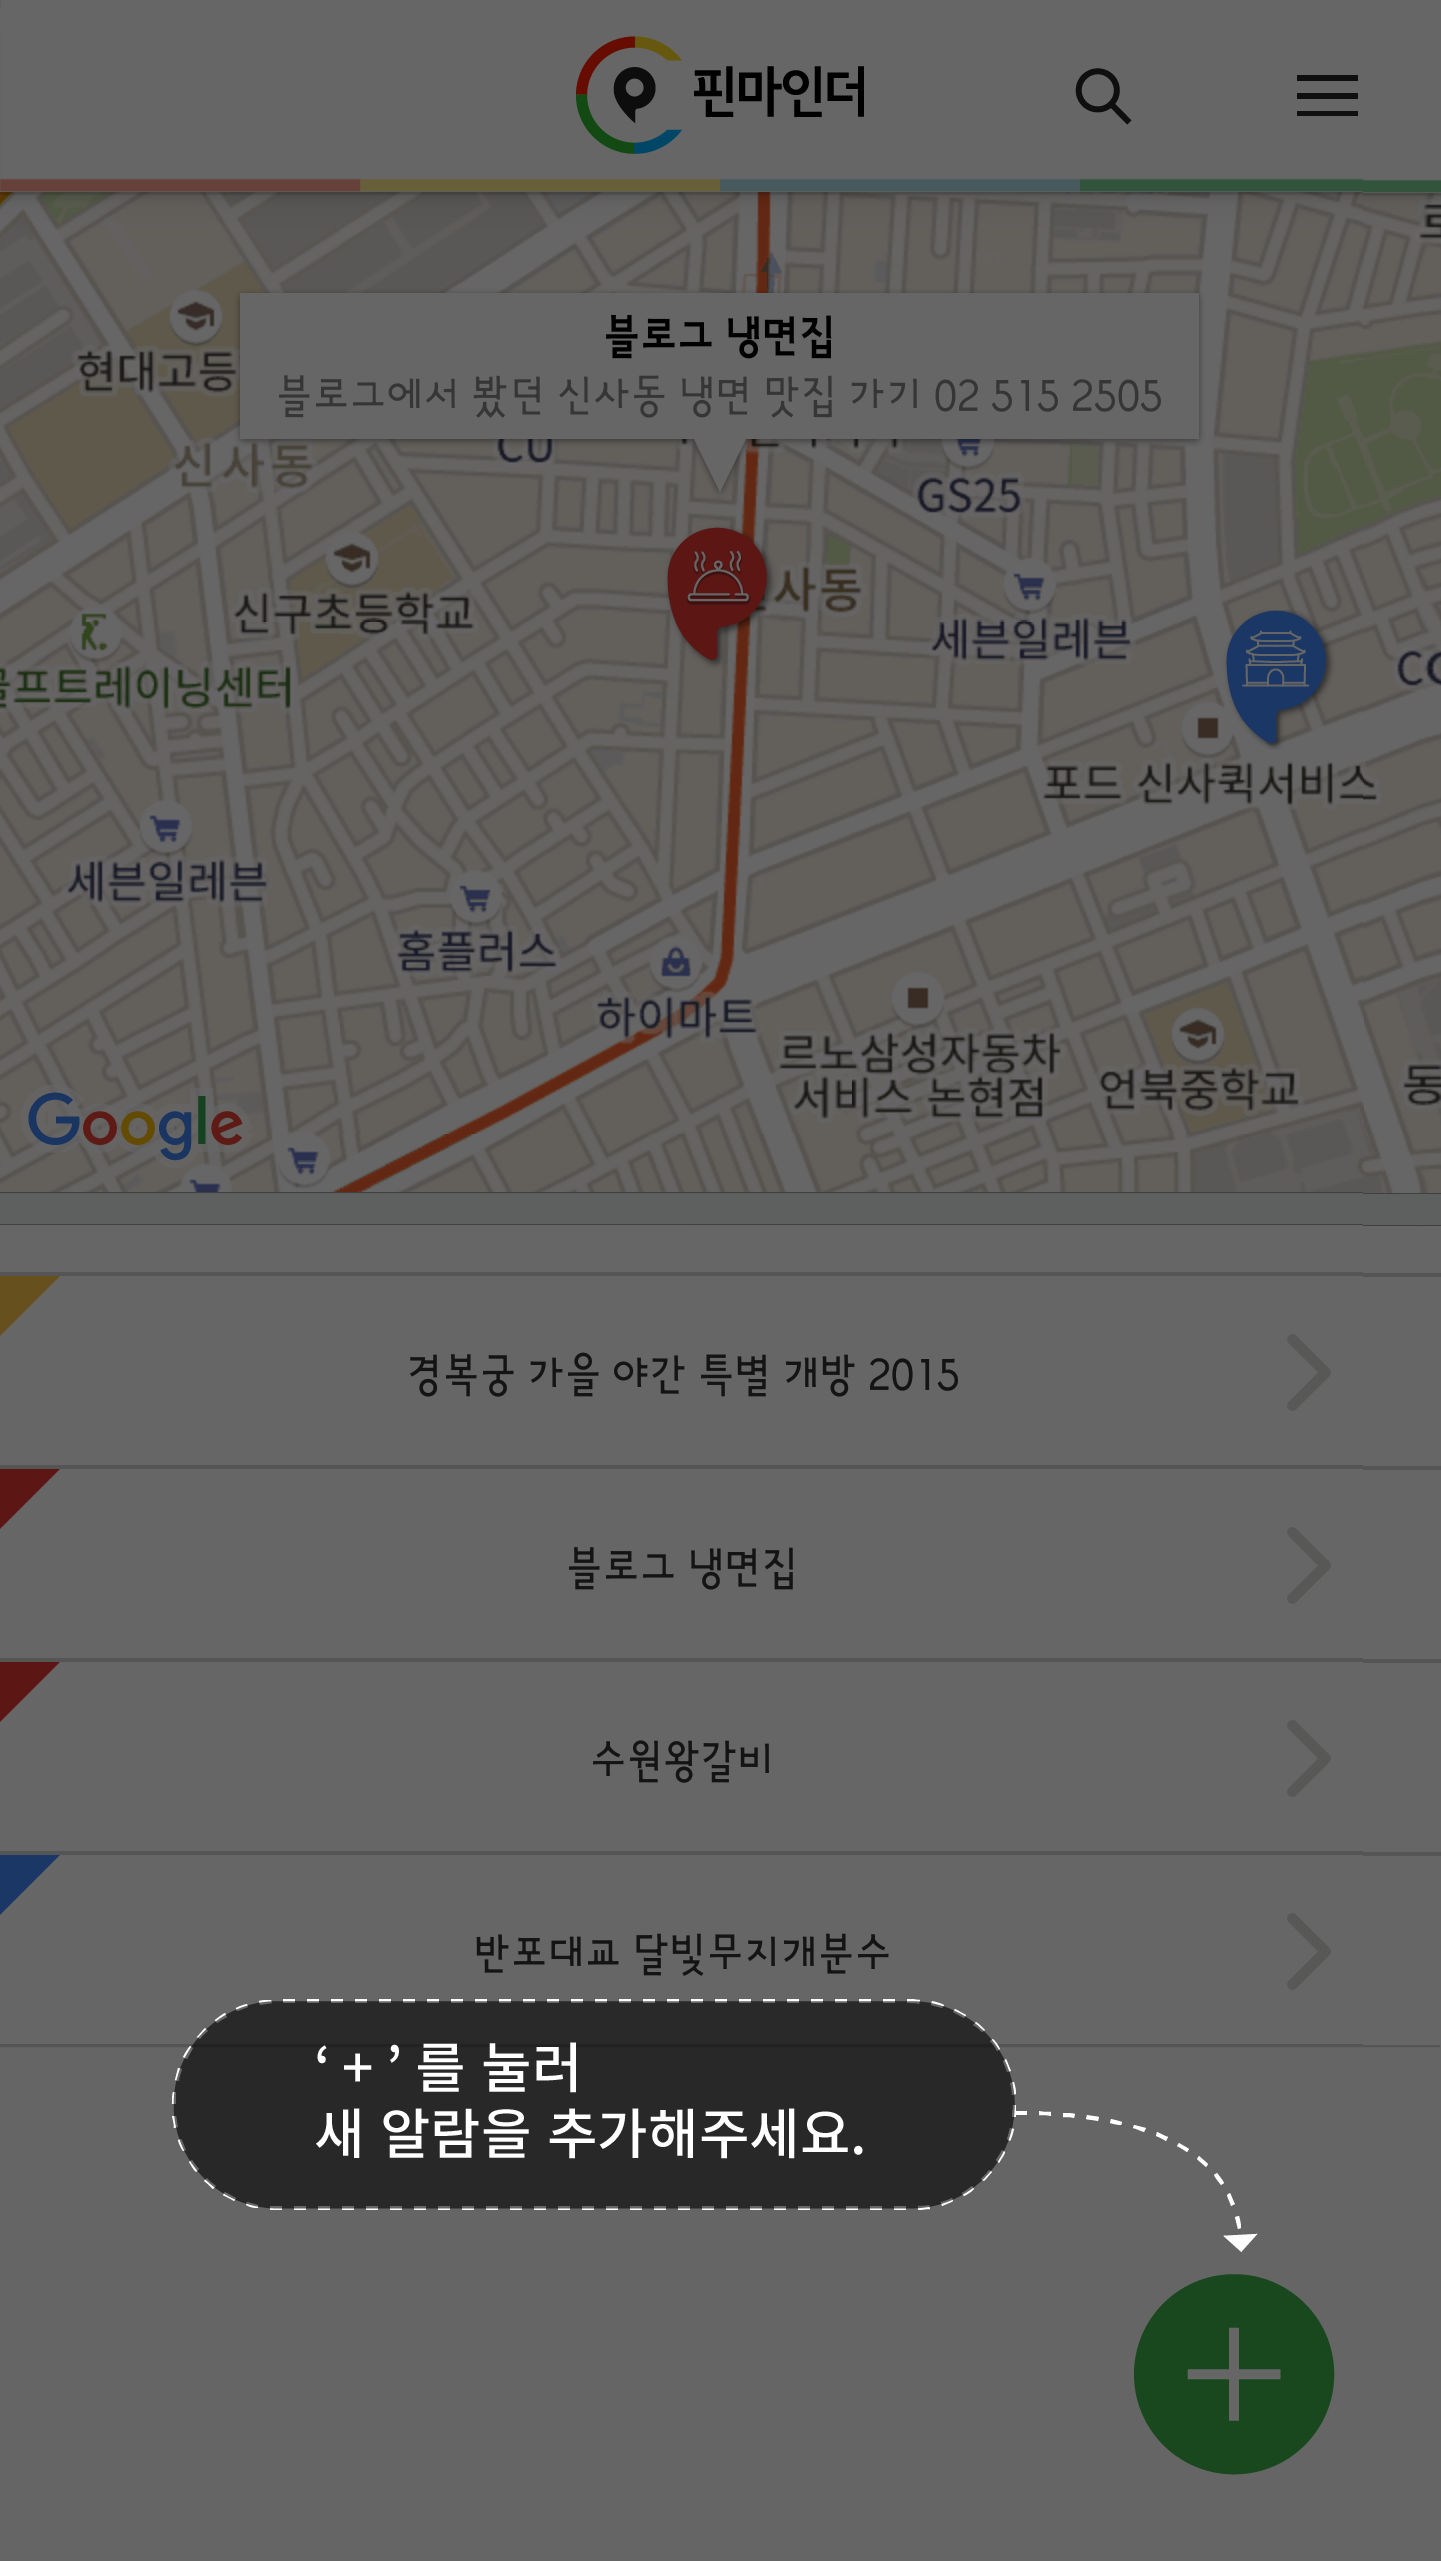 핀마인더
블로그 냉면집
블로그에서 봤던 신사동 냉면 맛집 가기 02 515 2505
현대고등
신사동
CU
GS25
신구초등학교
사동
세븐일레븐
골프트레이닝센터
포드 신사퀵서비스
세븐일레븐
홈플러스
하이마트
르노삼성자동차
서비스 논현점
언북중학교
Google
경복궁 가을 야간 특별 개방 2015
블로그 냉면집
수원왕갈비
반포대교 달빛무지개분수
‘ + ’ 를 눌러
새 알람을 추가해주세요.